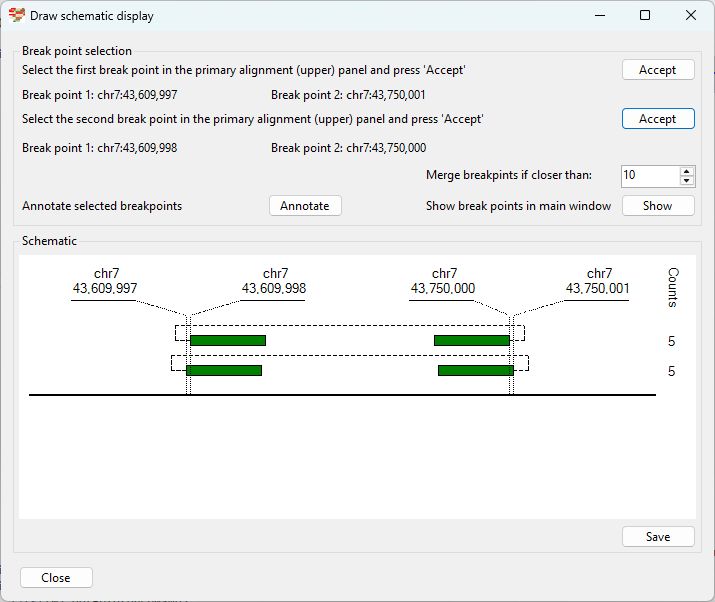 Draw schematic display
Break point selection
Select the first break point in the primary alignment (upper) panel and press 'Accept'
Accept
Break point 1: chr7:43,609,997 Break point 2: chr7:43,750,001
Select the second break point in the primary alignment (upper) panel and press 'Accept'
Accept
Break point 1: chr7:43,609,998 Break point 2: chr7:43,750,000
Merge breakpints if closer than: 10
Annotate selected breakpoints Annotate Show break points in main window Show
Schematic
chr7 chr7 chr7 chr7
43,609,997 43,609,998 43,750,000 43,750,001
Counts
5
5
Save
Close